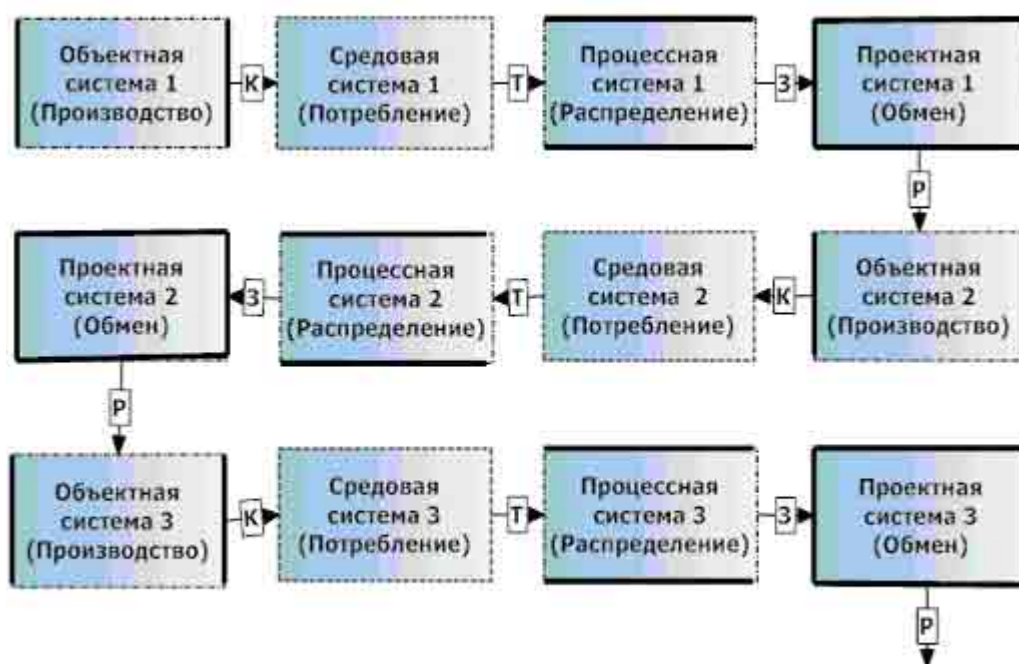 Объектная
система 1
(Производство)
К
Средовая
система 1
(Потребление)
Т
Процессная
система 1
(Распределение)
З
Проектная
система 1
(Обмен)
Р
Проектная
система 2
(Обмен)
З
Процессная
система 2
(Распределение)
Т
Средовая
система 2
(Потребление)
К
Объектная
система 2
(Производство)
Р
Объектная
система 3
(Производство)
К
Средовая
система 3
(Потребление)
Т
Процессная
система 3
(Распределение)
З
Проектная
система 3
(Обмен)
Р